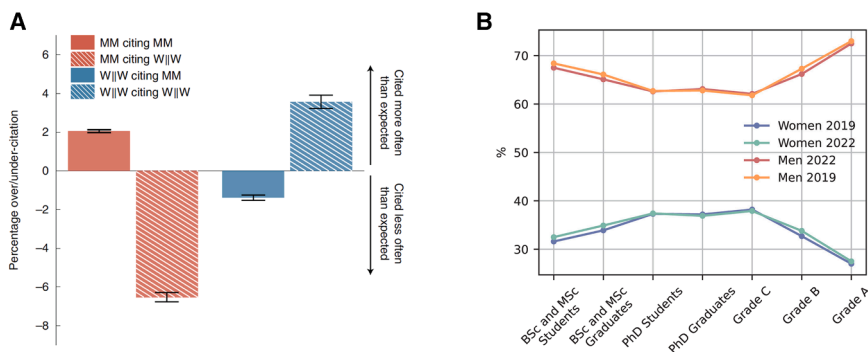 A
Percentage over/under-citation
6
4
2
0
−2
−4
−6
−8
MM citing MM
MM citing W||W
W||W citing MM
W||W citing W||W
Cited more often
than expected
Cited less often
than expected
B
%
70
60
50
40
30
Women 2019
Women 2022
Men 2022
Men 2019
BSc and MSc
Students
BSc and MSc
Graduates
PhD Students
PhD Graduates
Grade C
Grade B
Grade A